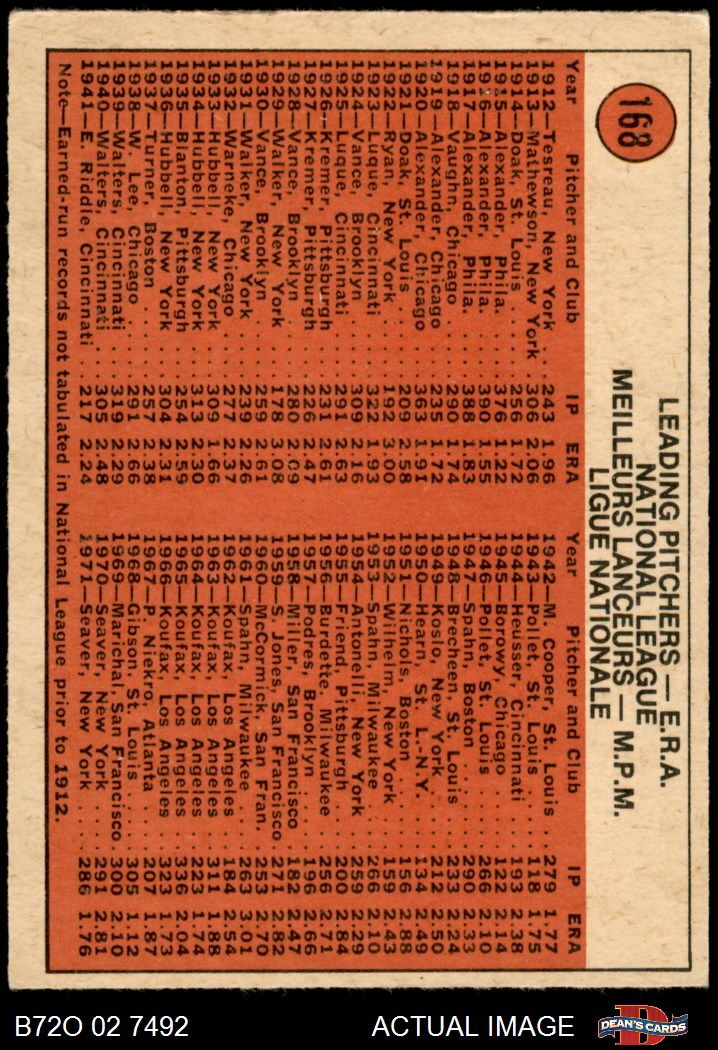 168
LEADING PITCHERS — E.R.A.
NATIONAL LEAGUE
MEILLEURS LANCEURS — M.P.M.
LIGUE NATIONALE
Year Pitcher and Club IP ERA
1912—Tesreau, New York . . 243 1.96
1913—Mathewson, New York . 306 2.06
1914—Doak, St. Louis . . . 256 1.72
1915—Alexander, Phila. . . . 376 1.22
1916—Alexander, Phila. . . . 390 1.55
1917—Alexander, Phila. . . . 388 1.83
1918—Vaughn, Chicago . . . 290 1.74
1919—Alexander, Chicago . . 235 1.72
1920—Alexander, Chicago . . 363 1.91
1921—Doak, St. Louis . . . . 209 2.58
1922—Ryan, New York . . . . 192 3.00
1923—Luque, Cincinnati . . . 322 1.93
1924—Vance, Brooklyn . . . . 309 2.16
1925—Luque, Cincinnati . . . 291 2.63
1926—Kremer, Pittsburgh . . 231 2.61
1927—Kremer, Pittsburgh . . 226 2.47
1928—Vance, Brooklyn . . . . 280 2.09
1929—Walker, New York . . . 178 3.08
1930—Vance, Brooklyn . . . . 259 2.61
1931—Walker, New York . . . 239 2.26
1932—Warneke, Chicago . . . 277 2.37
1933—Hubbell, New York . . 309 1.66
1934—Hubbell, New York . . 313 2.30
1935—Blanton, Pittsburgh . . 254 2.59
1936—Hubbell, New York . . 304 2.31
1937—Turner, Boston . . . . 257 2.38
1938—W. Lee, Chicago . . . . 291 2.66
1939—Walters, Cincinnati . . 319 2.29
1940—Walters, Cincinnati . . 305 2.48
1941—E. Riddle, Cincinnati . . 217 2.24
Year Pitcher and Club IP ERA
1942—M. Cooper, St. Louis . . 279 1.77
1943—Pollet, St. Louis . . . . 118 1.75
1944—Heusser, Cincinnati . . 193 2.38
1945—Borowy, Chicago . . . . 122 2.14
1946—Pollet, St. Louis . . . . 266 2.10
1947—Spahn, Boston . . . . . 290 2.33
1948—Brecheen, St. Louis . . 233 2.24
1949—Koslo, New York . . . . 212 2.50
1950—Hearn, St. L.-N.Y. . . . 134 2.49
1951—Nichols, Boston . . . . 156 2.88
1952—Wilhelm, New York . . . 159 2.43
1953—Spahn, Milwaukee . . . 266 2.10
1954—Antonelli, New York . . 259 2.29
1955—Friend, Pittsburgh . . . 200 2.84
1956—Burdette, Milwaukee . . 256 2.71
1957—Podres, Brooklyn . . . 196 2.66
1958—Miller, San Francisco . 182 2.47
1959—S. Jones, San Francisco 271 2.82
1960—McCormick, San Fran. . 253 2.70
1961—Spahn, Milwaukee . . . 263 3.01
1962—Koufax, Los Angeles . . 184 2.54
1963—Koufax, Los Angeles . . 311 1.88
1964—Koufax, Los Angeles . . 223 1.74
1965—Koufax, Los Angeles . . 336 2.04
1966—Koufax, Los Angeles . . 323 1.73
1967—P. Niekro, Atlanta . . . 207 1.87
1968—Gibson, St. Louis . . . 305 1.12
1969—Marichal, San Francisco 300 2.10
1970—Seaver, New York . . . 291 2.81
1971—Seaver, New York . . . 286 1.76
Note—Earned-run records not tabulated in National League prior to 1912.
B72O 02 7492 ACTUAL IMAGE
D
DEAN'S CARDS